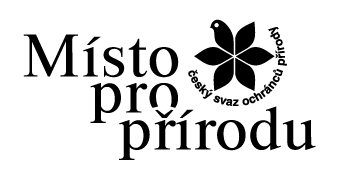 Místo
pro
přírodu
český svaz ochránců přírody